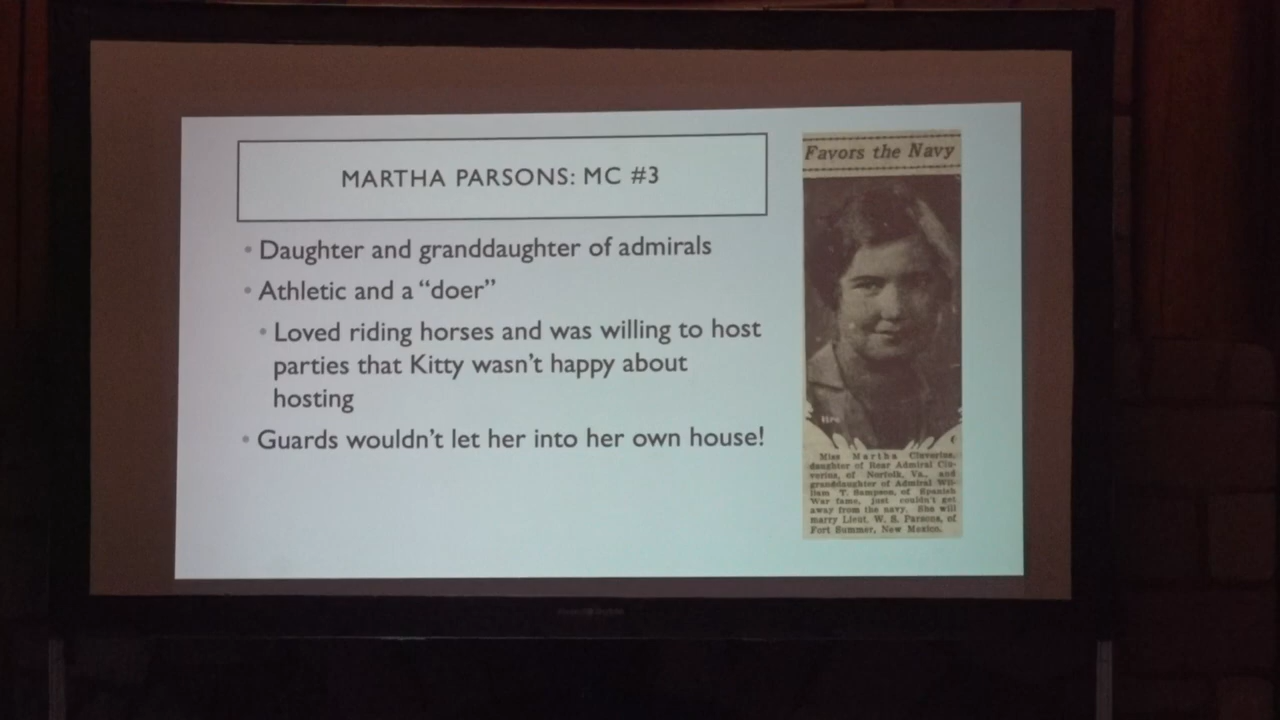 MARTHA PARSONS: MC #3
• Daughter and granddaughter of admirals
• Athletic and a “doer”
• Loved riding horses and was willing to host
parties that Kitty wasn’t happy about
hosting
• Guards wouldn’t let her into her own house!
Favors the Navy
Miss Martha Cluverius,
daughter of Rear Admiral Clu-
verius, of Norfolk, Va., and
granddaughter of Admiral Wil-
liam T. Sampson, of Spanish
War fame, just couldn't get
away from the navy. She will
marry Lieut. W. S. Parsons, of
Fort Summer, New Mexico.